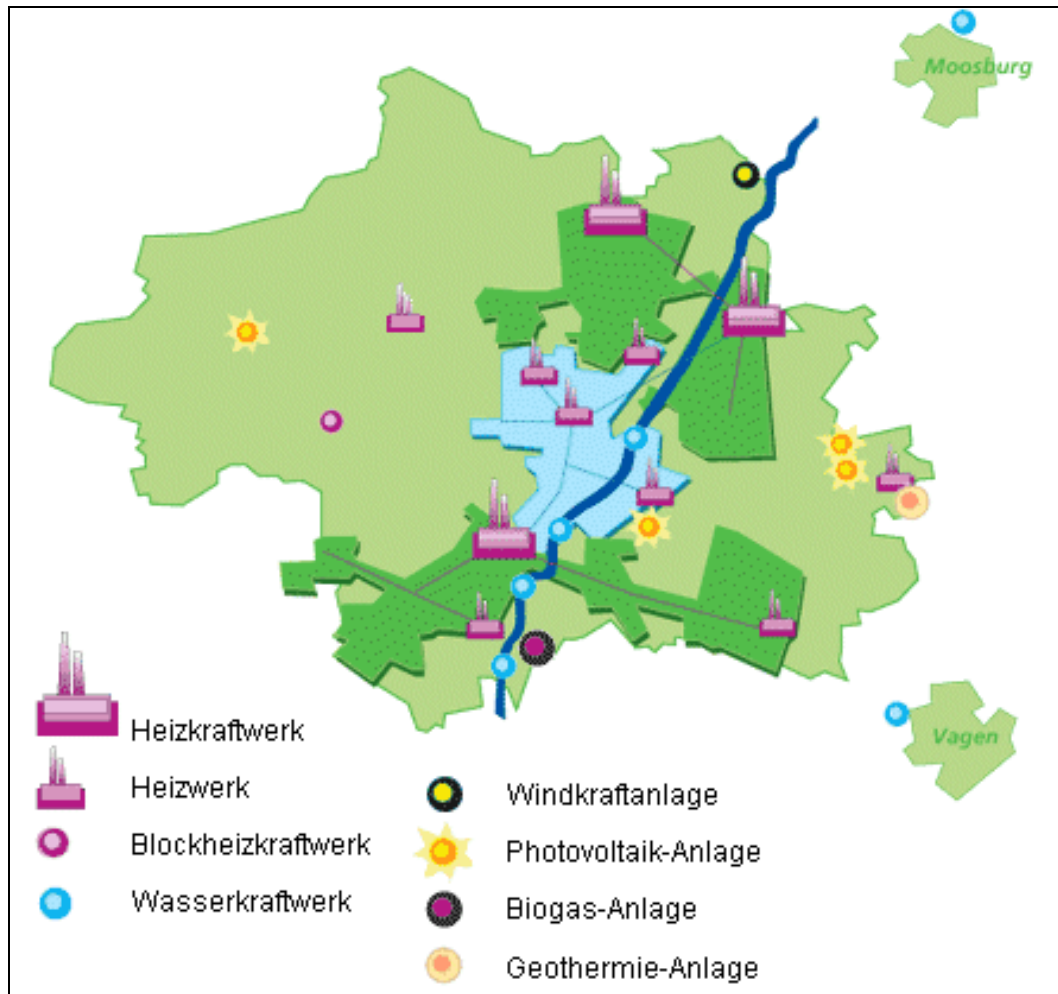 Moosburg
Vagen
Heizkraftwerk
Heizwerk
Blockheizkraftwerk
Wasserkraftwerk
Windkraftanlage
Photovoltaik-Anlage
Biogas-Anlage
Geothermie-Anlage